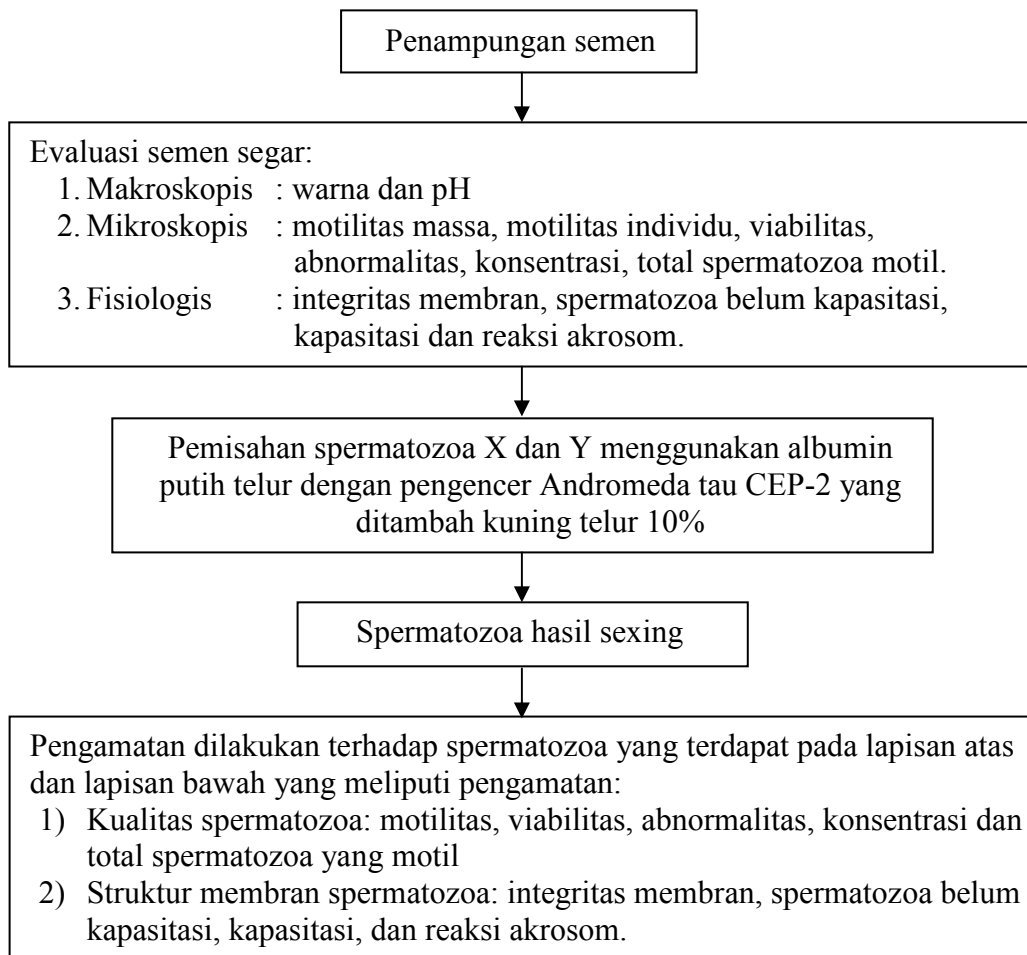 Penampungan semen
Evaluasi semen segar:
1. Makroskopis : warna dan pH
2. Mikroskopis : motilitas massa, motilitas individu, viabilitas,
abnormalitas, konsentrasi, total spermatozoa motil.
3. Fisiologis : integritas membran, spermatozoa belum kapasitasi,
kapasitasi dan reaksi akrosom.
Pemisahan spermatozoa X dan Y menggunakan albumin
putih telur dengan pengencer Andromeda tau CEP-2 yang
ditambah kuning telur 10%
Spermatozoa hasil sexing
Pengamatan dilakukan terhadap spermatozoa yang terdapat pada lapisan atas
dan lapisan bawah yang meliputi pengamatan:
1) Kualitas spermatozoa: motilitas, viabilitas, abnormalitas, konsentrasi dan
total spermatozoa yang motil
2) Struktur membran spermatozoa: integritas membran, spermatozoa belum
kapasitasi, kapasitasi, dan reaksi akrosom.